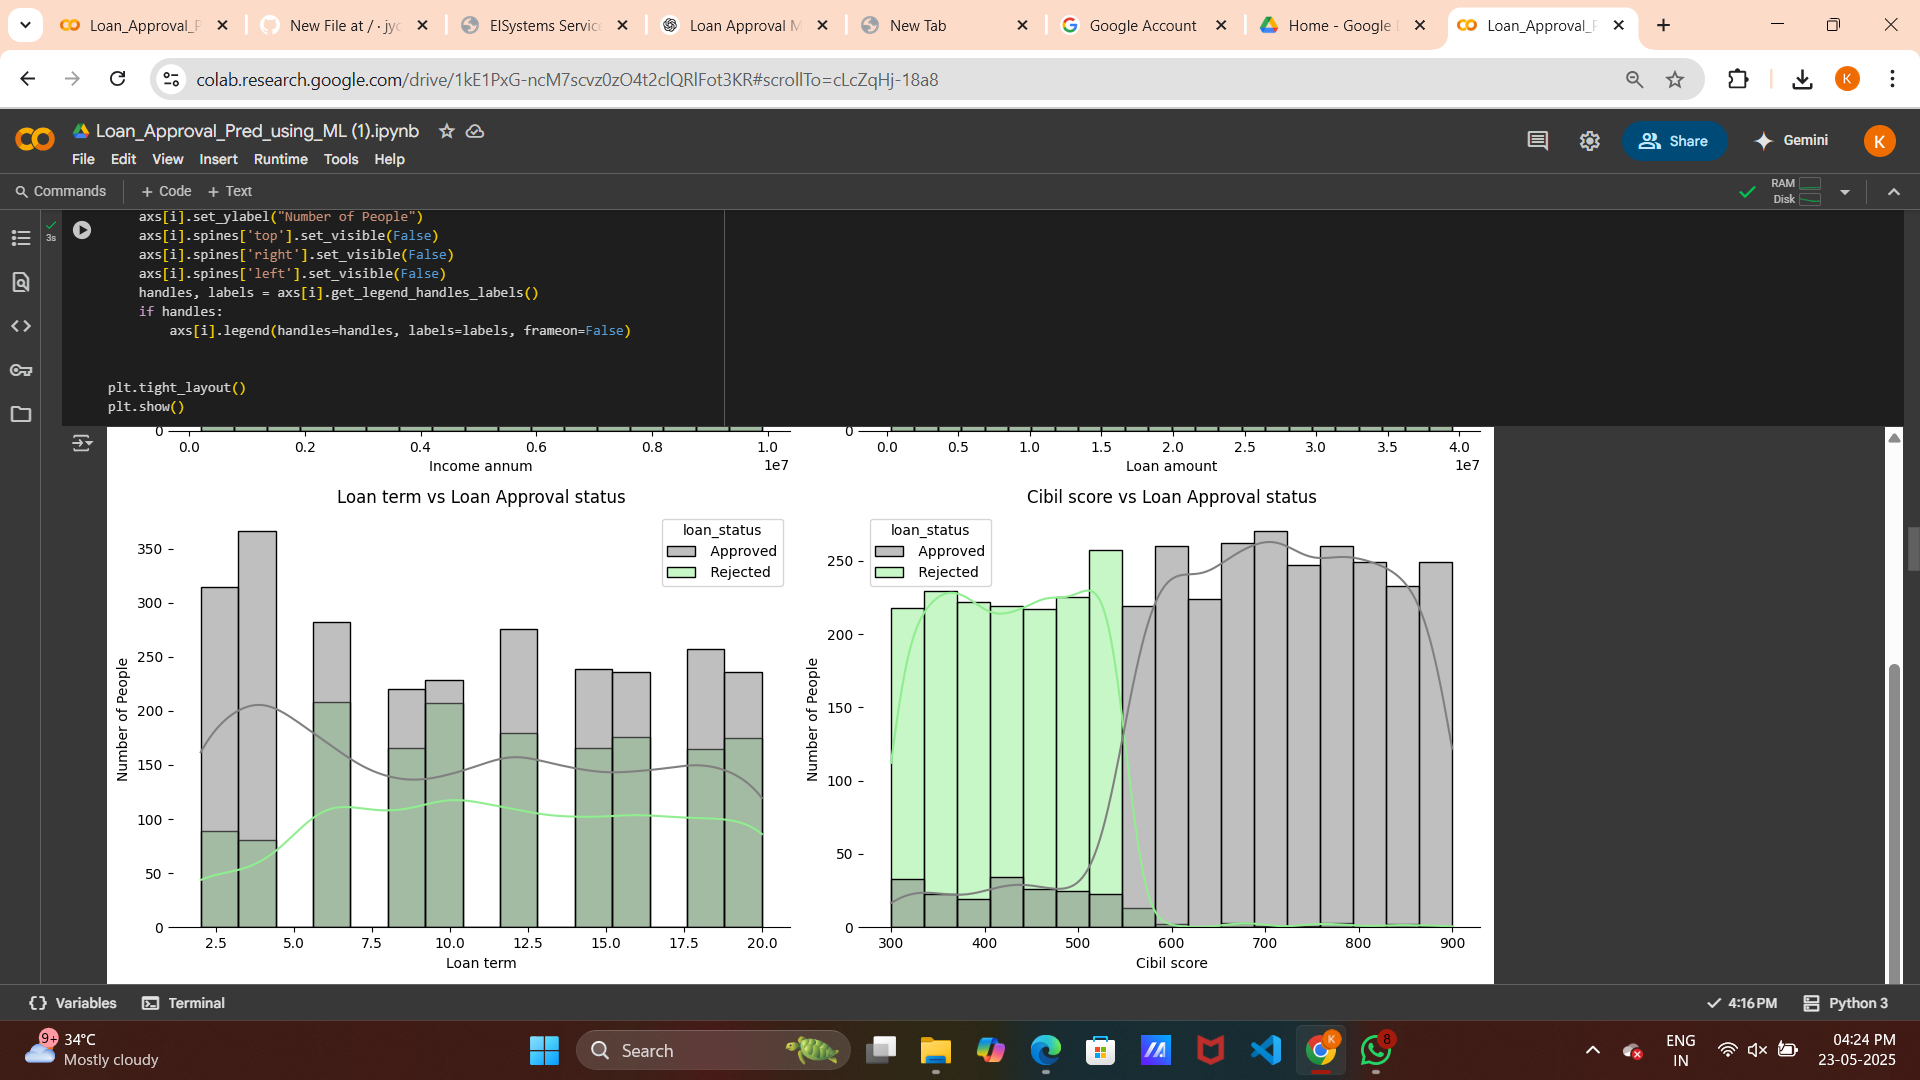 Loan_Approval_P
New File at / · jyc
EISystems Service
Loan Approval M
New Tab
Google Account
Home - Google
Loan_Approval_P
colab.research.google.com/drive/1kE1PxG-ncM7scvz0zO4t2clQRlFot3KR#scrollTo=cLcZqHj-18a8
K
Loan_Approval_Pred_using_ML (1).ipynb
File Edit View Insert Runtime Tools Help
Share
Gemini
K
Commands + Code + Text
RAM
Disk
3s
axs[i].set_ylabel("Number of People")
axs[i].spines['top'].set_visible(False)
axs[i].spines['right'].set_visible(False)
axs[i].spines['left'].set_visible(False)
handles, labels = axs[i].get_legend_handles_labels()
if handles:
axs[i].legend(handles=handles, labels=labels, frameon=False)
plt.tight_layout()
plt.show()
0
0.0 0.2 0.4 0.6 0.8 1.0
1e7
Income annum
0
0.0 0.5 1.0 1.5 2.0 2.5 3.0 3.5 4.0
1e7
Loan amount
Loan term vs Loan Approval status
loan_status
Approved
Rejected
350
300
250
200
150
100
50
0
Number of People
2.5 5.0 7.5 10.0 12.5 15.0 17.5 20.0
Loan term
Cibil score vs Loan Approval status
loan_status
Approved
Rejected
250
200
150
100
50
0
Number of People
300 400 500 600 700 800 900
Cibil score
{} Variables
Terminal
4:16 PM
Python 3
9+
34°C
Mostly cloudy
Search
K
8
ENG
IN
04:24 PM
23-05-2025